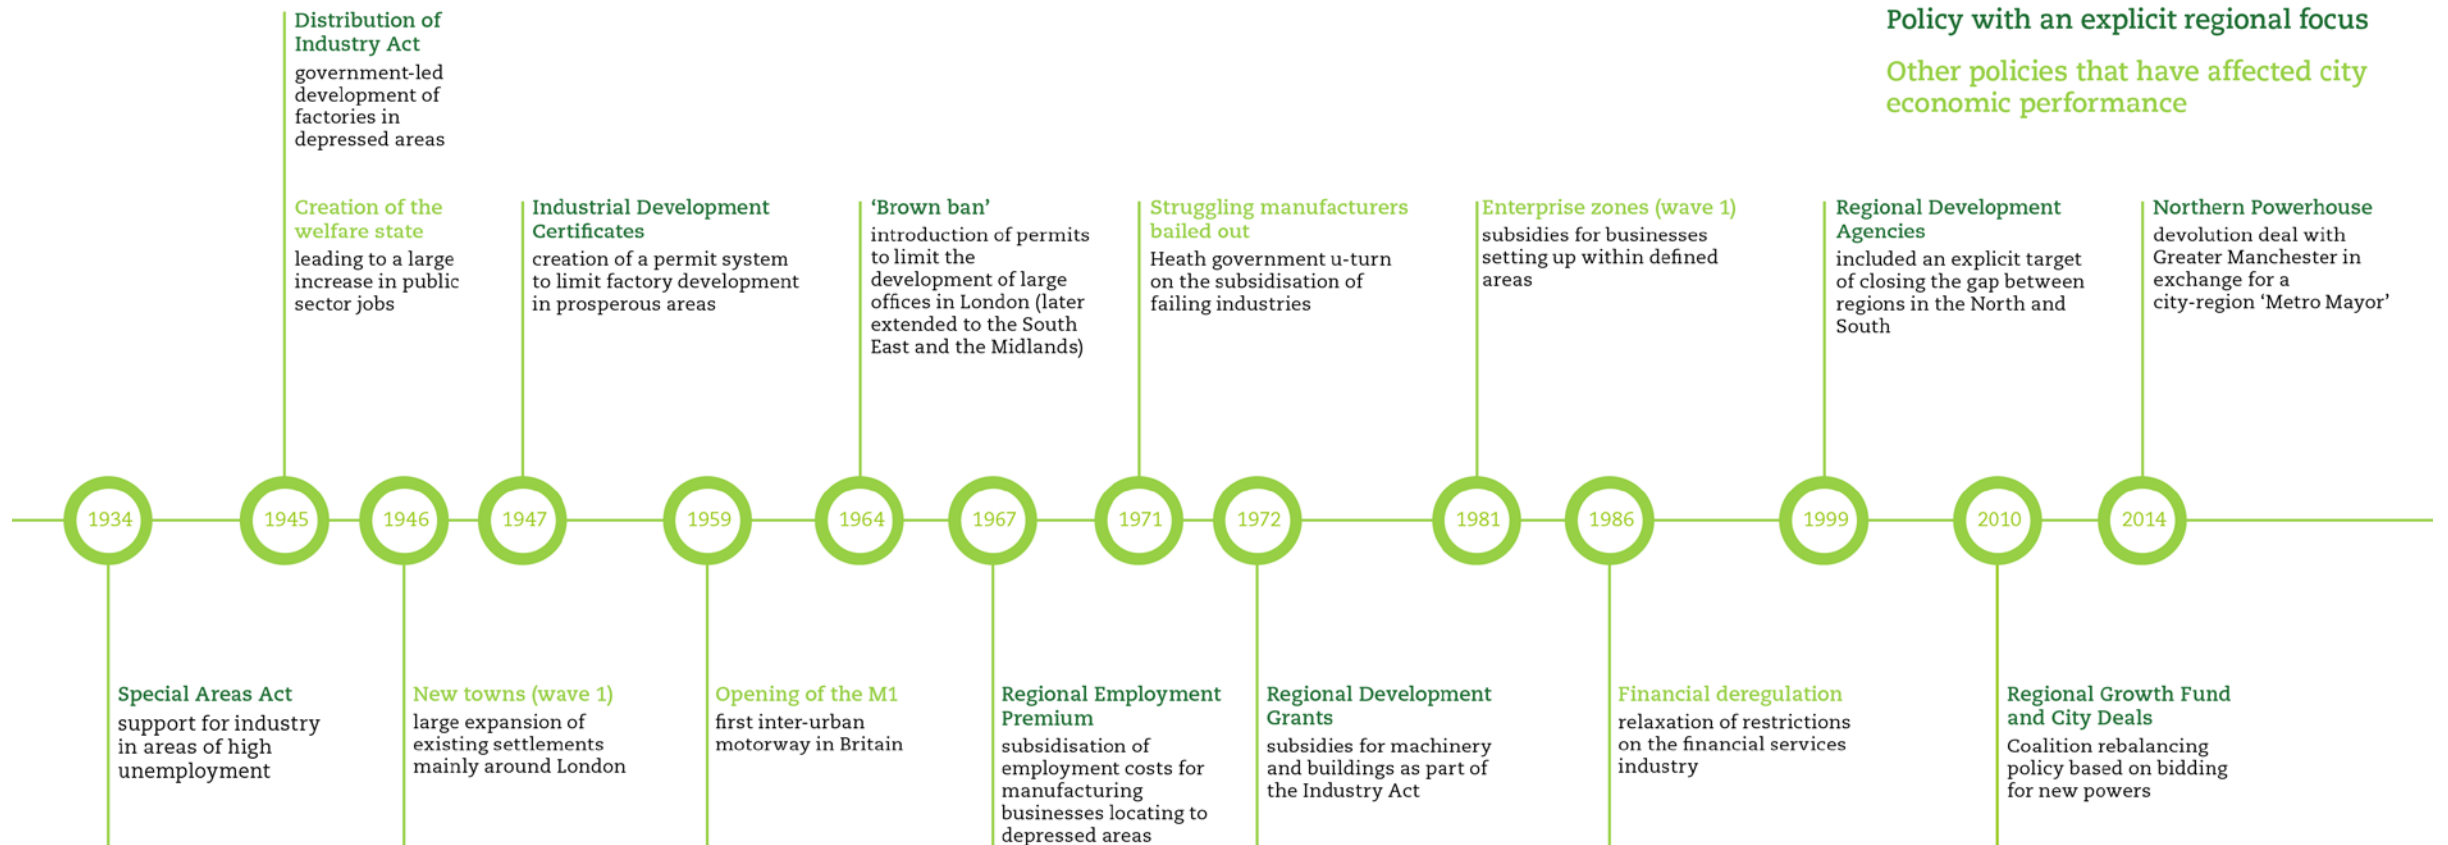 Distribution of
Industry Act
government-led
development of
factories in
depressed areas
Policy with an explicit regional focus
Other policies that have affected city
economic performance
Creation of the
welfare state
leading to a large
increase in public
sector jobs
Industrial Development
Certificates
creation of a permit system
to limit factory development
in prosperous areas
‘Brown ban’
introduction of permits
to limit the
development of large
offices in London (later
extended to the South
East and the Midlands)
Struggling manufacturers
bailed out
Heath government u-turn
on the subsidisation of
failing industries
Enterprise zones (wave 1)
subsidies for businesses
setting up within defined
areas
Regional Development
Agencies
included an explicit target
of closing the gap between
regions in the North and
South
Northern Powerhouse
devolution deal with
Greater Manchester in
exchange for a
city-region ‘Metro Mayor’
1934
1945
1946
1947
1959
1964
1967
1971
1972
1981
1986
1999
2010
2014
Special Areas Act
support for industry
in areas of high
unemployment
New towns (wave 1)
large expansion of
existing settlements
mainly around London
Opening of the M1
first inter-urban
motorway in Britain
Regional Employment
Premium
subsidisation of
employment costs for
manufacturing
businesses locating to
depressed areas
Regional Development
Grants
subsidies for machinery
and buildings as part of
the Industry Act
Financial deregulation
relaxation of restrictions
on the financial services
industry
Regional Growth Fund
and City Deals
Coalition rebalancing
policy based on bidding
for new powers